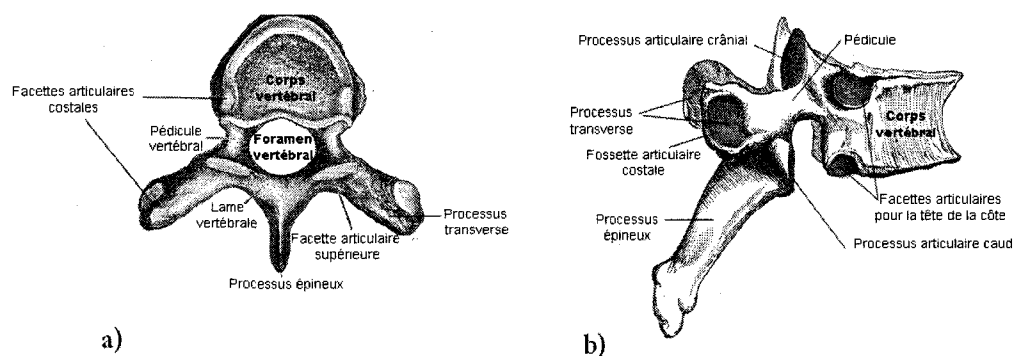 Corps
vertébral
Facettes articulaires
costales
Pédicule
vertébral
Foramen
vertébral
Lame
vertébrale
Facette articulaire
supérieure
Processus
transverse
Processus épineux
a)
Processus articulaire crânial
Pédicule
Processus
transverse
Corps
vertébral
Fossette articulaire
costale
Facettes articulaires
pour la tête de la côte
Processus
épineux
Processus articulaire caud
b)